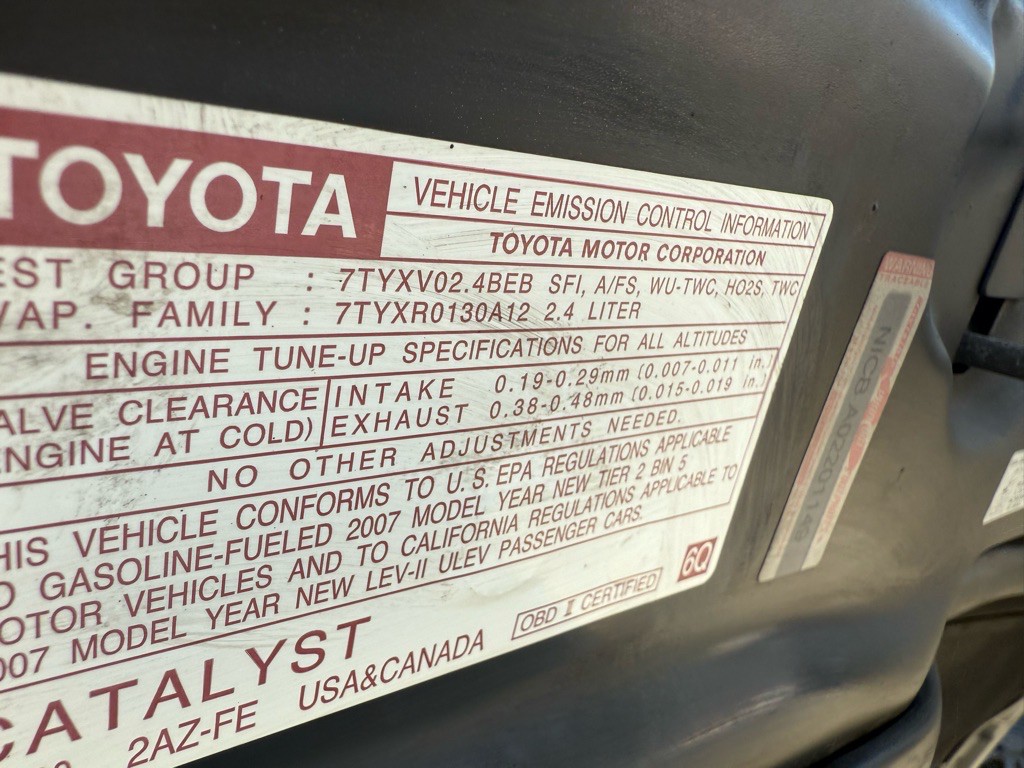 TOYOTA
VEHICLE EMISSION CONTROL INFORMATION
TOYOTA MOTOR CORPORATION
EST GROUP : 7TYXV02.4BEB SFI, A/FS, WU-TWC, HO2S, TWC
VAP. FAMILY : 7TYXR0130A12 2.4 LITER
ENGINE TUNE-UP SPECIFICATIONS FOR ALL ALTITUDES
ALVE CLEARANCE INTAKE 0.19-0.29mm (0.007-0.011 in.)
NGINE AT COLD) EXHAUST 0.38-0.48mm (0.015-0.019 in.)
NO OTHER ADJUSTMENTS NEEDED.
HIS VEHICLE CONFORMS TO U.S. EPA REGULATIONS APPLICABLE
O GASOLINE-FUELED 2007 MODEL YEAR NEW TIER 2 BIN 5
OTOR VEHICLES AND TO CALIFORNIA REGULATIONS APPLICABLE TO
007 MODEL YEAR NEW LEV-II ULEV PASSENGER CARS.
6Q
CATALYST
OBD II CERTIFIED
2AZ-FE USA&CANADA
WARNING
TRACEABLE
NICB